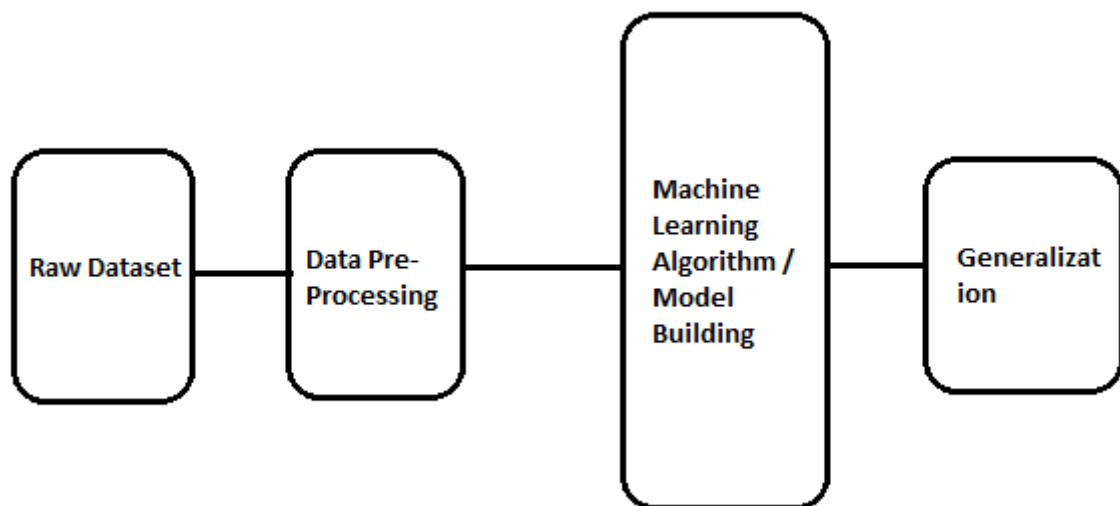 Raw Dataset
Data Pre-
Processing
Machine
Learning
Algorithm /
Model
Building
Generalizat
ion